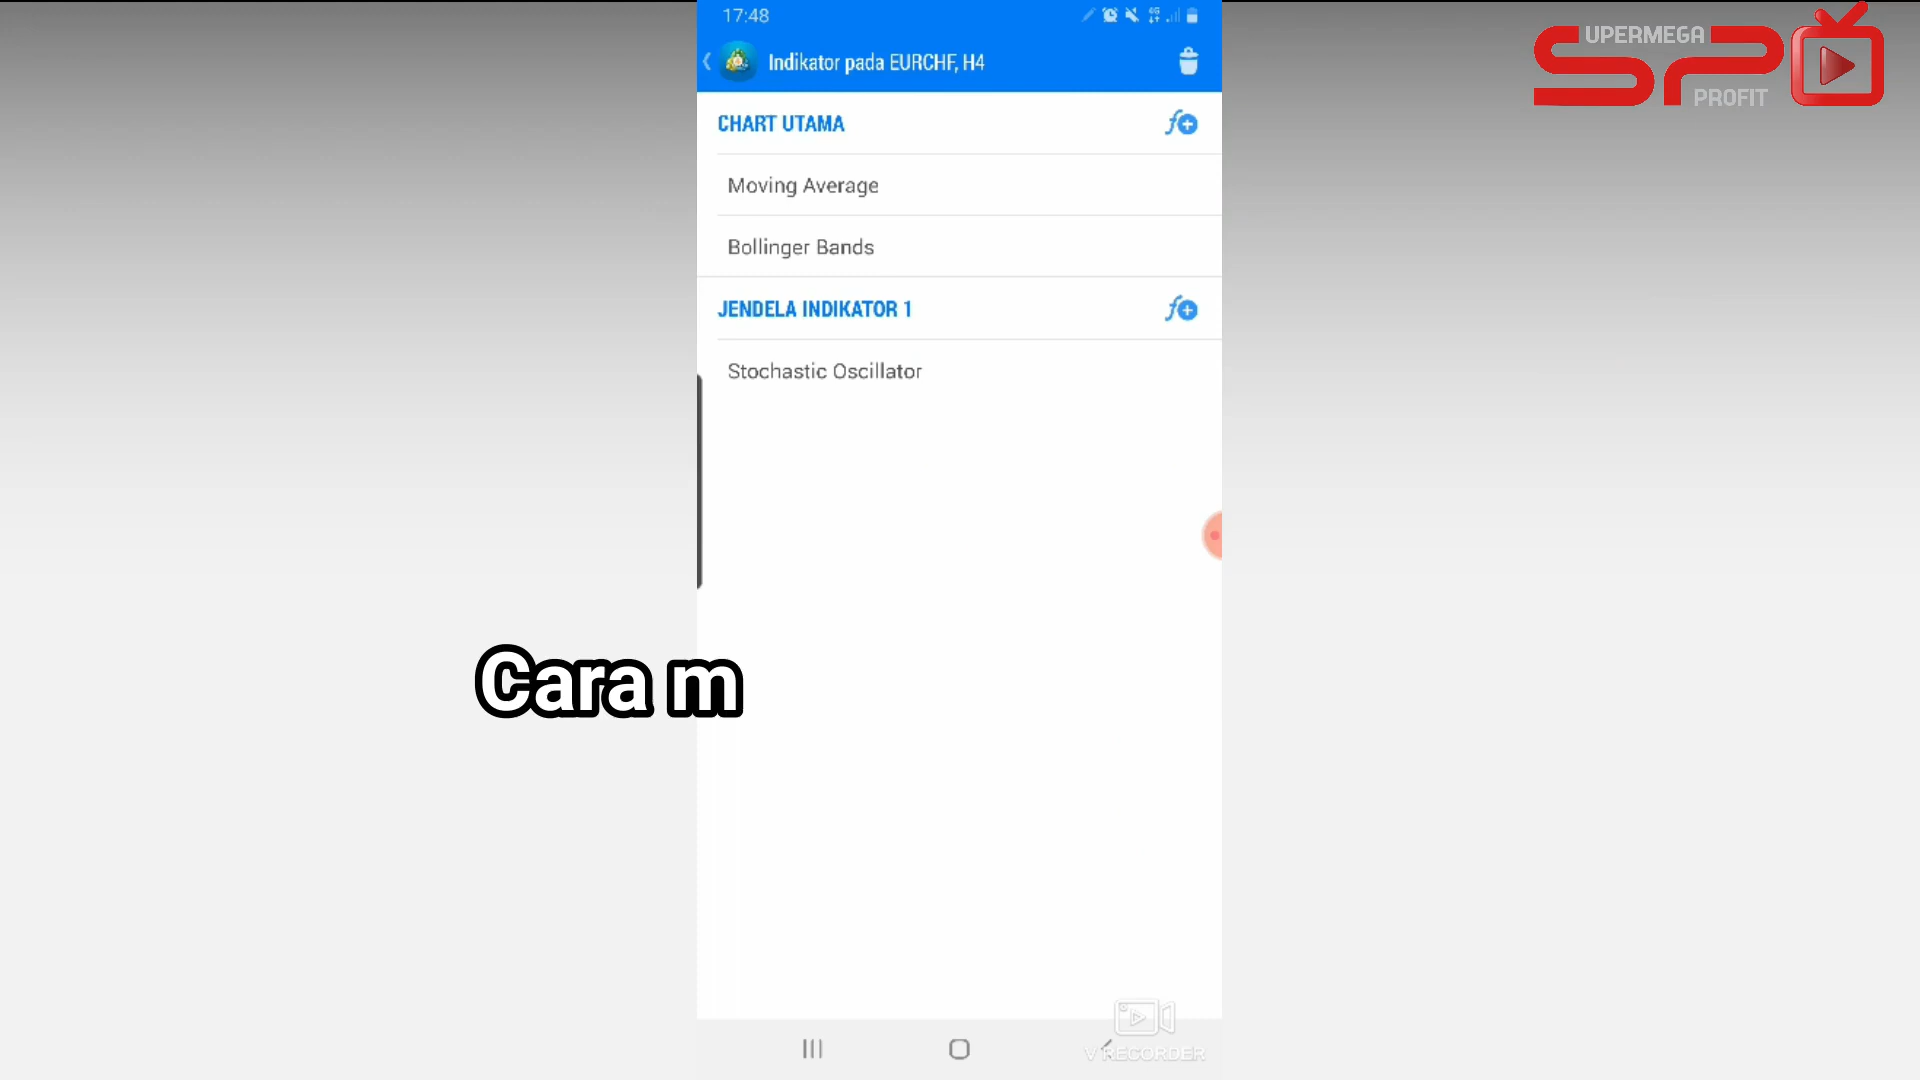 17:48
UPERMEGA
SP
PROFIT
Indikator pada EURCHF, H4
CHART UTAMA
Moving Average
Bollinger Bands
JENDELA INDIKATOR 1
Stochastic Oscillator
Cara m
V RECORDER